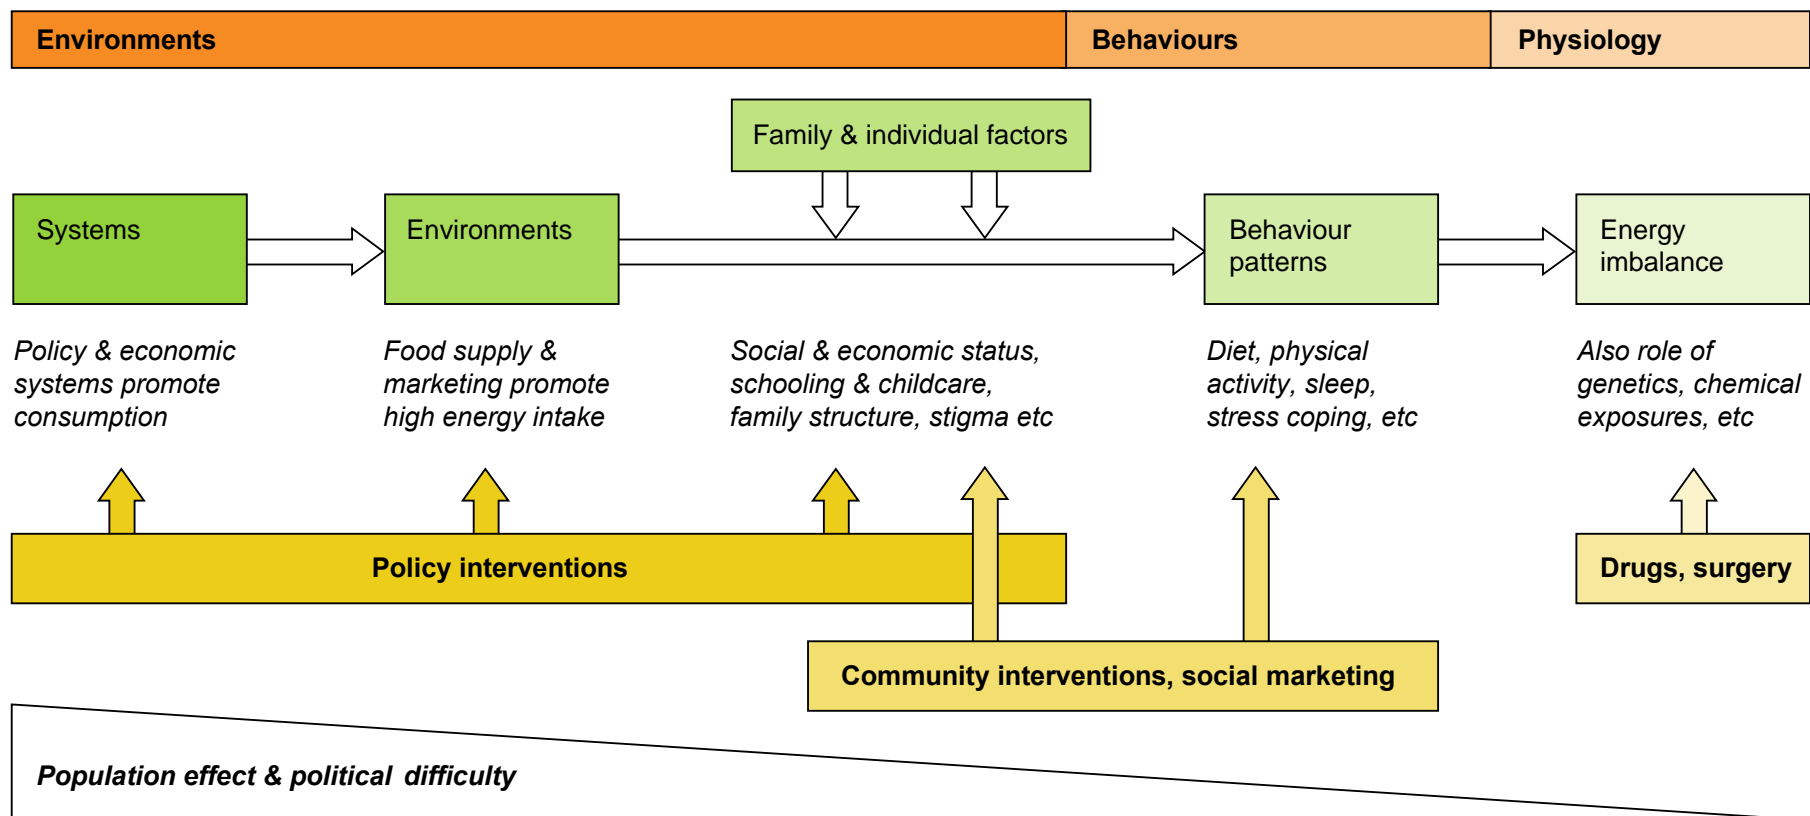 Environments
Behaviours
Physiology
Family & individual factors
Systems
Environments
Behaviour
patterns
Energy
imbalance
Policy & economic
systems promote
consumption
Food supply &
marketing promote
high energy intake
Social & economic status,
schooling & childcare,
family structure, stigma etc
Diet, physical
activity, sleep,
stress coping, etc
Also role of
genetics, chemical
exposures, etc
Policy interventions
Drugs, surgery
Community interventions, social marketing
Population effect & political difficulty